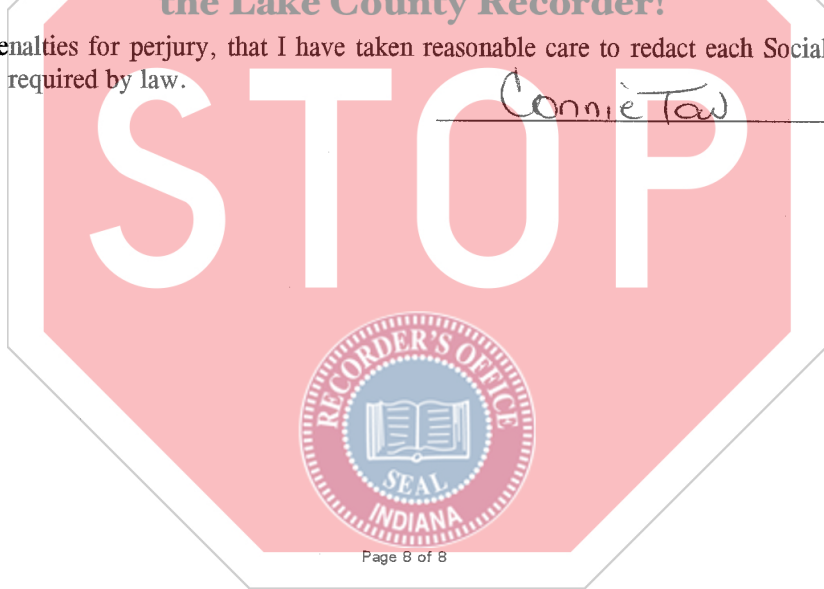 the Lake County Recorder!
enalties for perjury, that I have taken reasonable care to redact each Social
required by law.
Connie Taw
STOP
RECORDER'S OFFICE
SEAL
INDIANA
Page 8 of 8